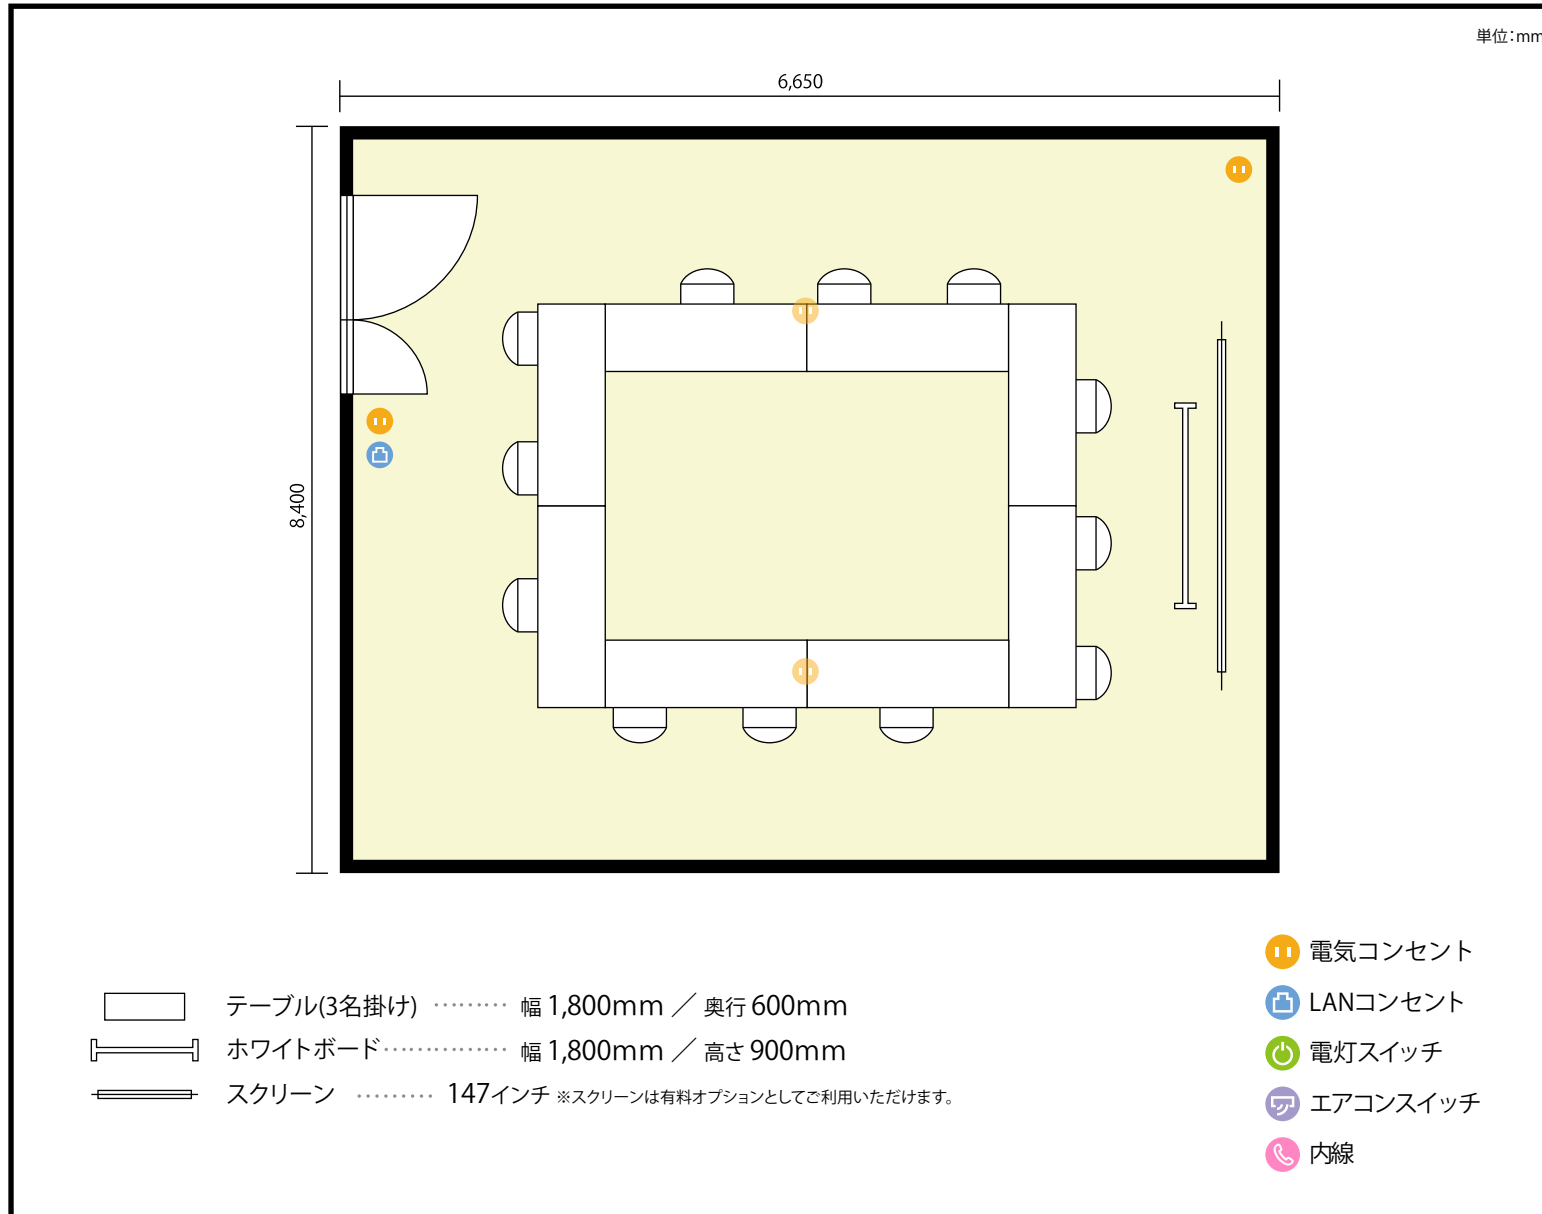 単位：mm
6,650
8,400
テーブル(3名掛け) ········· 幅 1,800mm ／ 奥行 600mm
ホワイトボード ·············· 幅 1,800mm ／ 高さ 900mm
スクリーン ········· 147インチ ※スクリーンは有料オプションとしてご利用いただけます。
電気コンセント
LANコンセント
電灯スイッチ
エアコンスイッチ
内線